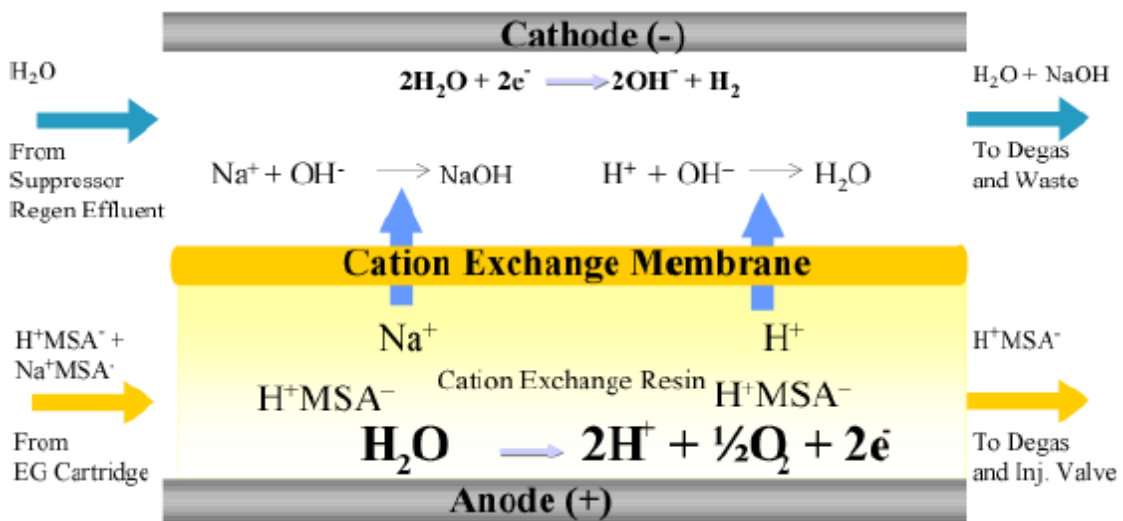 Cathode (-)
H₂O
2H₂O + 2e⁻ → 2OH⁻ + H₂
H₂O + NaOH
From
Suppressor
Regen Effluent
To Degas
and Waste
Na⁺ + OH- → NaOH
H⁺ + OH⁻ → H₂O
Cation Exchange Membrane
H⁺MSA⁻ +
Na⁺MSA⁻
Na⁺
H⁺
H⁺MSA⁻
H⁺MSA⁻
Cation Exchange Resin
H⁺MSA⁻
From
EG Cartridge
H₂O → 2H⁺ + ½O₂ + 2e⁻
To Degas
and Inj. Valve
Anode (+)